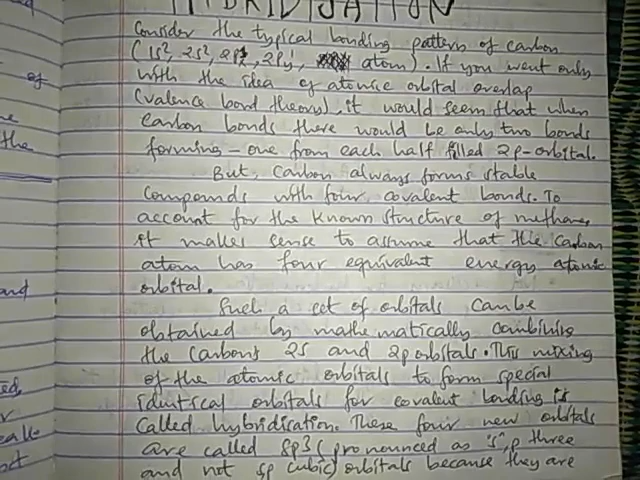 HYBRIDISATION
Consider the typical bonding pattern of carbon
(1s², 2s², 2px¹, 2py¹, atom). If you went only
of with the idea of atomic orbital overlap
(valence bond theory), it would seem that when
carbon bonds there would be only two bonds
the forming - one from each half filled 2p-orbital.
But, carbon always forms stable
compounds with four covalent bonds. To
account for the known structure of methane,
it makes sense to assume that the carbon
atom has four equivalent energy atomic
and orbital.
Such a set of orbitals can be
obtained by mathematically combining
the carbon's 2s and 2p orbitals. This mixing
of the atomic orbitals to form special
identical orbitals for covalent bonding is
called hybridisation. These four new orbitals
are called sp3 (pronounced as "s", p three
and not sp cubic) orbitals because they are